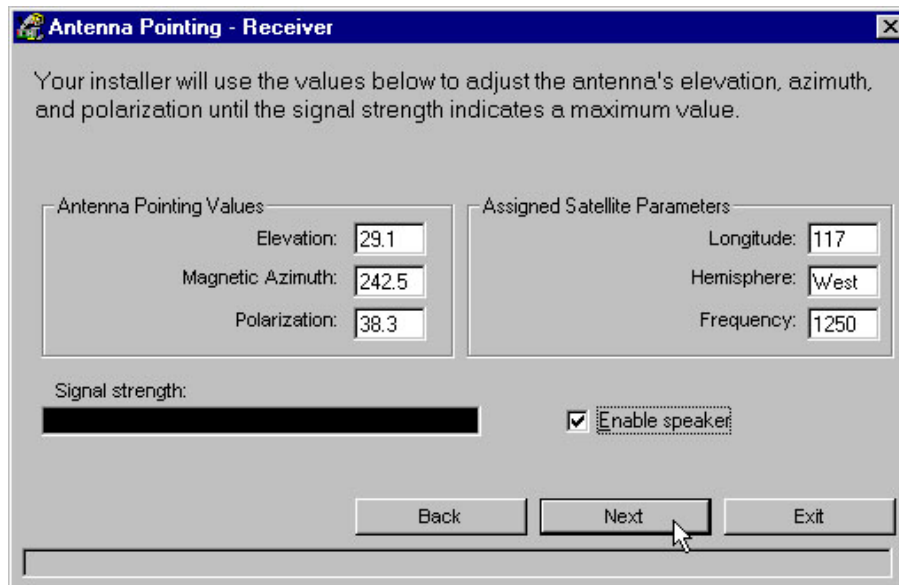 Antenna Pointing - Receiver
Your installer will use the values below to adjust the antenna's elevation, azimuth,
and polarization until the signal strength indicates a maximum value.
Antenna Pointing Values
Elevation: 29.1
Magnetic Azimuth: 242.5
Polarization: 38.3
Assigned Satellite Parameters
Longitude: 117
Hemisphere: West
Frequency: 1250
Signal strength:
Enable speaker
Back
Next
Exit